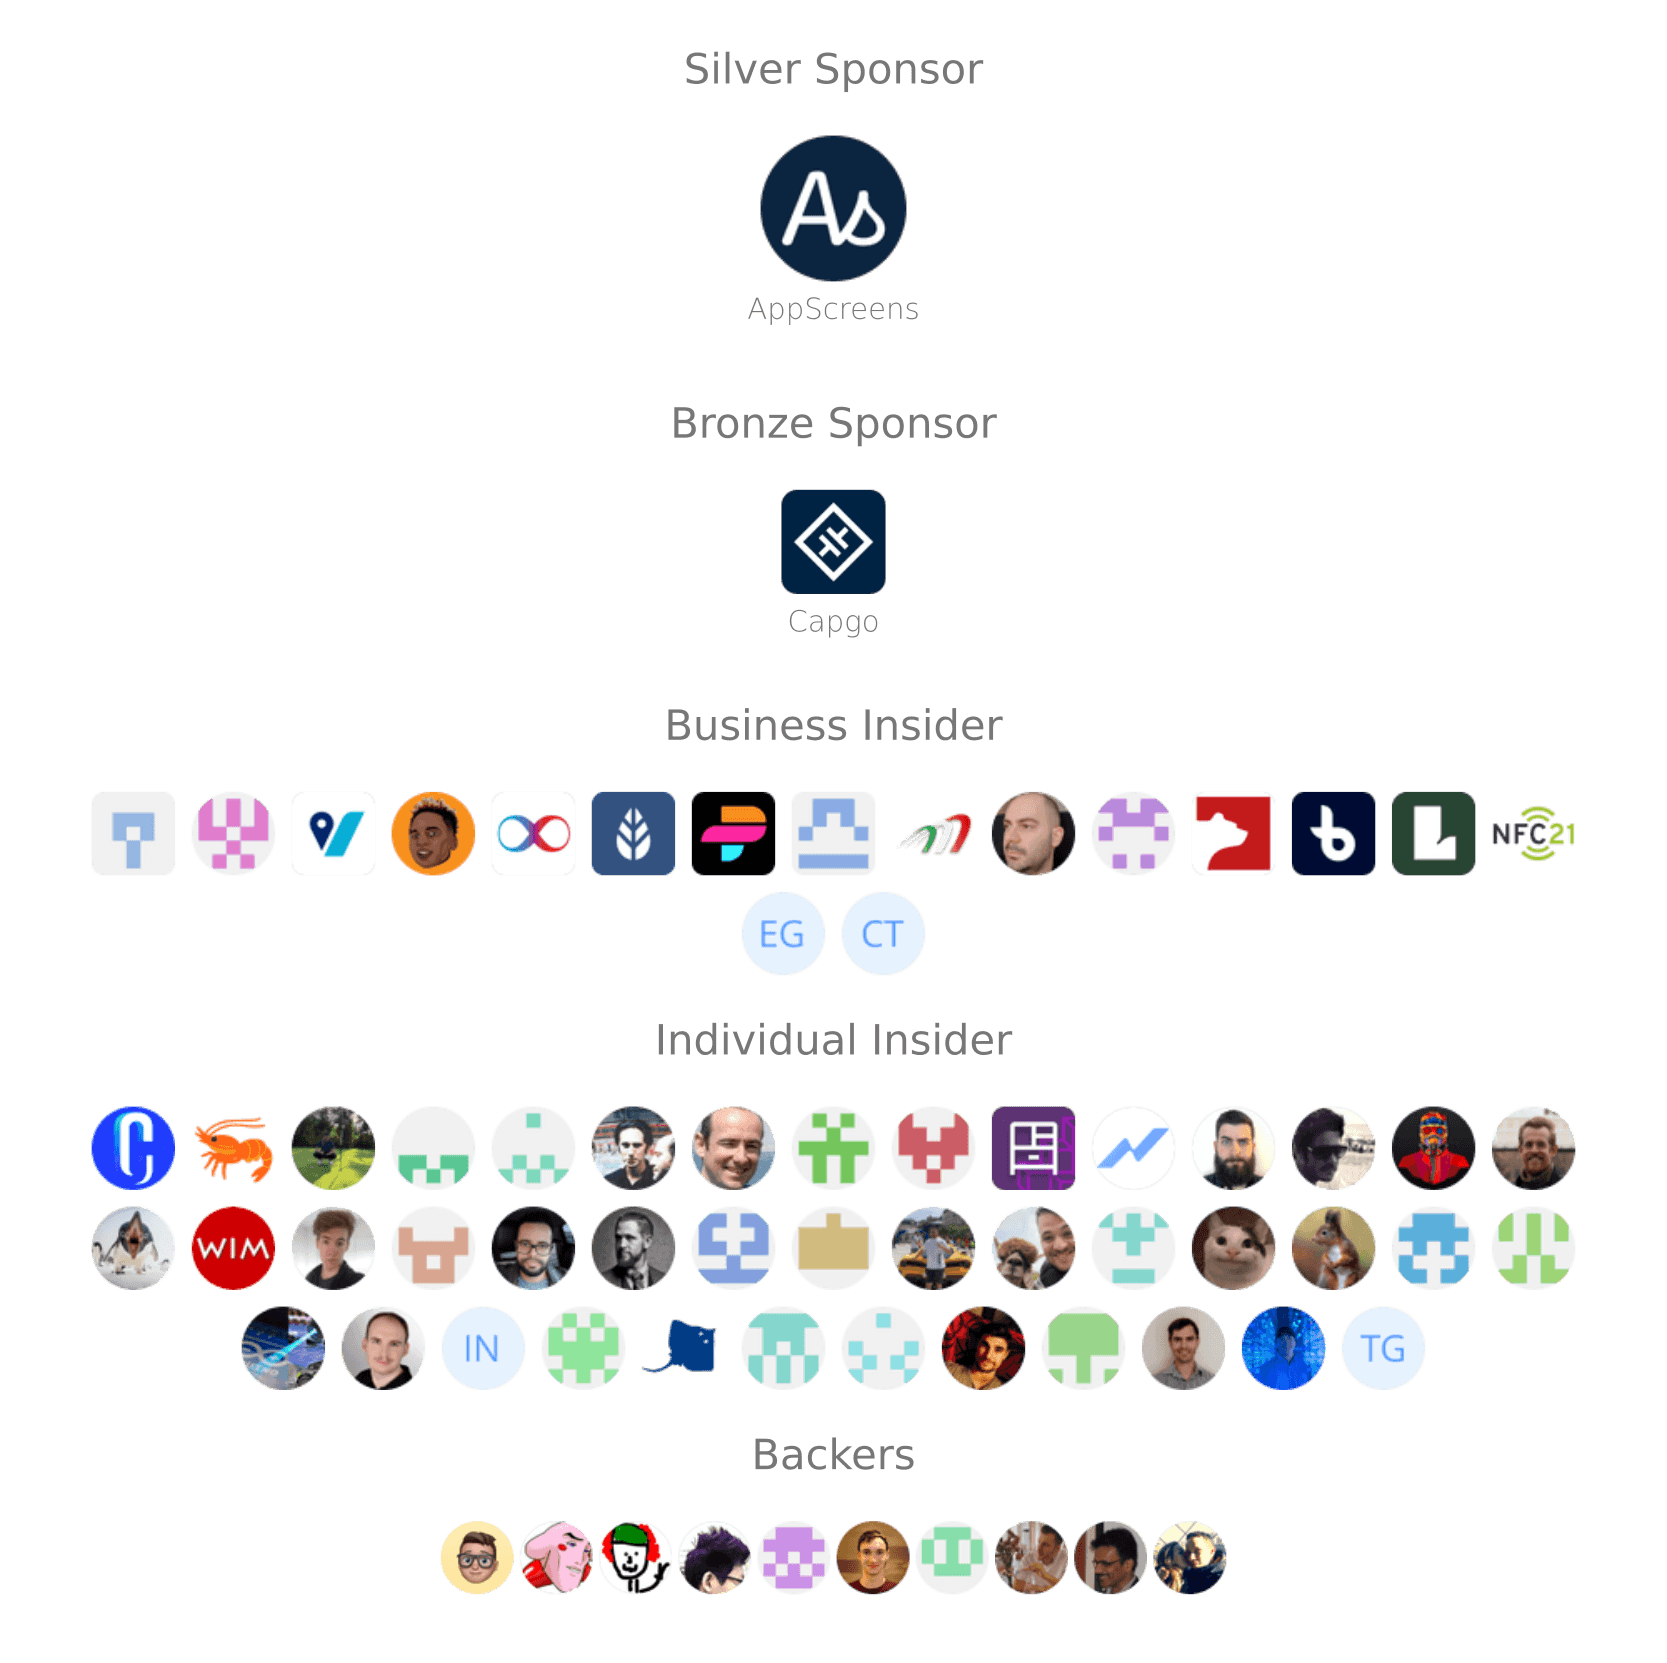 Silver Sponsor
As
AppScreens
Bronze Sponsor
Capgo
Business Insider
NFC21
EG CT
Individual Insider
WIM
IN TG
Backers